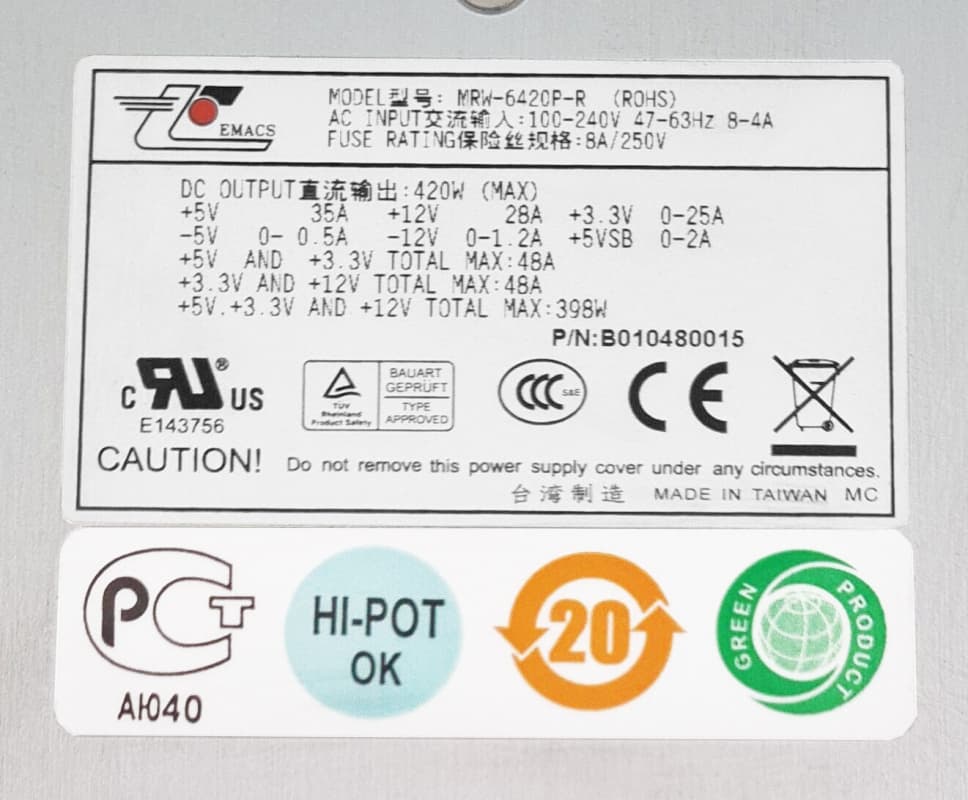 EMACS
MODEL型号: MRW-6420P-R (ROHS)
AC INPUT交流输入:100-240V 47-63Hz 8-4A
FUSE RATING保险丝规格:8A/250V
DC OUTPUT直流输出:420W (MAX)
+5V 35A +12V 28A +3.3V 0-25A
-5V 0- 0.5A -12V 0-1.2A +5VSB 0-2A
+5V AND +3.3V TOTAL MAX:48A
+3.3V AND +12V TOTAL MAX:48A
+5V.+3.3V AND +12V TOTAL MAX:398W
P/N:B010480015
C RU® US
E143756
TÜV
Rheinland
Product Safety
BAUART
GEPRÜFT
TYPE
APPROVED
CCC S&E
CE
CAUTION! Do not remove this power supply cover under any circumstances.
台湾制造 MADE IN TAIWAN MC
РСТ
АЮ40
HI-POT
OK
20
GREEN PRODUCT